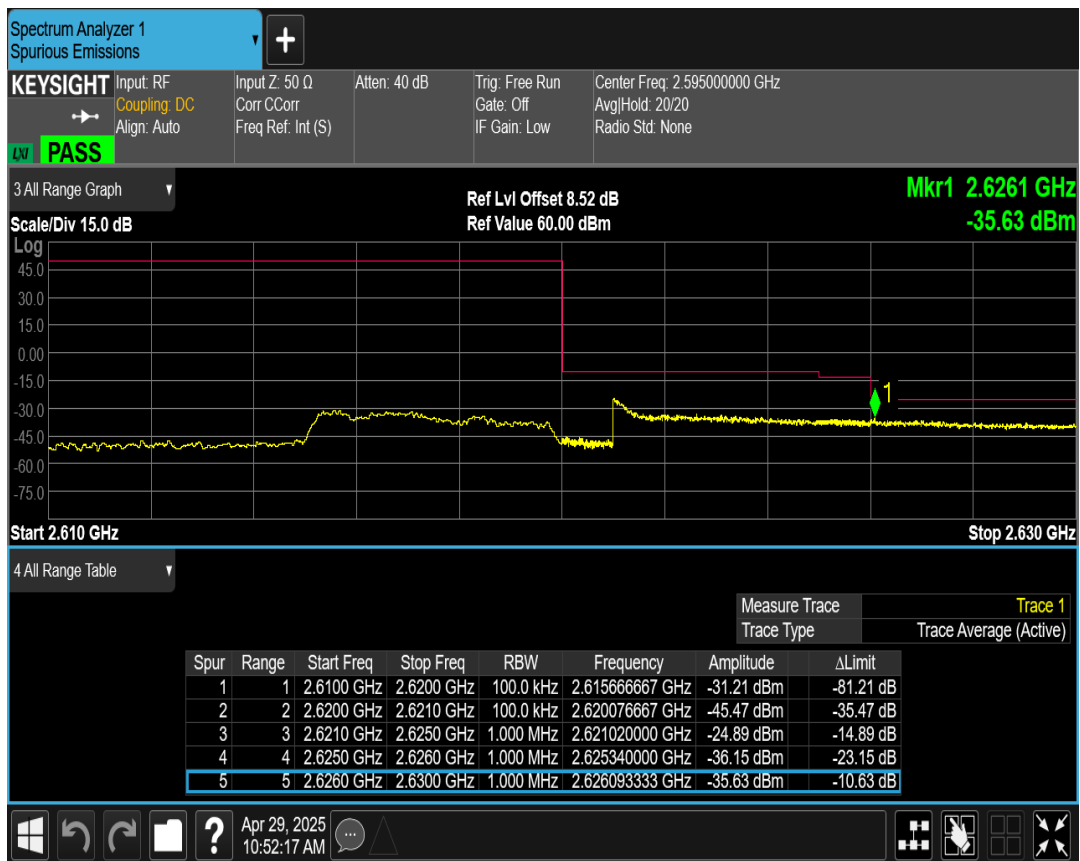 Spectrum Analyzer 1
Spurious Emissions
+
KEYSIGHT
LXI PASS
Input: RF
Coupling: DC
Align: Auto
Input Z: 50 Ω
Corr CCorr
Freq Ref: Int (S)
Atten: 40 dB
Trig: Free Run
Gate: Off
IF Gain: Low
Center Freq: 2.595000000 GHz
Avg|Hold: 20/20
Radio Std: None
3 All Range Graph
Scale/Div 15.0 dB
Ref Lvl Offset 8.52 dB
Ref Value 60.00 dBm
Mkr1 2.6261 GHz
-35.63 dBm
Log
45.0
30.0
15.0
0.00
-15.0
-30.0
-45.0
-60.0
-75.0
1
Start 2.610 GHz
Stop 2.630 GHz
4 All Range Table
Measure Trace Trace 1
Trace Type Trace Average (Active)
Spur Range Start Freq Stop Freq RBW Frequency Amplitude ΔLimit
1 1 2.6100 GHz 2.6200 GHz 100.0 kHz 2.615666667 GHz -31.21 dBm -81.21 dB
2 2 2.6200 GHz 2.6210 GHz 100.0 kHz 2.620076667 GHz -45.47 dBm -35.47 dB
3 3 2.6210 GHz 2.6250 GHz 1.000 MHz 2.621020000 GHz -24.89 dBm -14.89 dB
4 4 2.6250 GHz 2.6260 GHz 1.000 MHz 2.625340000 GHz -36.15 dBm -23.15 dB
5 5 2.6260 GHz 2.6300 GHz 1.000 MHz 2.626093333 GHz -35.63 dBm -10.63 dB
?
Apr 29, 2025
10:52:17 AM